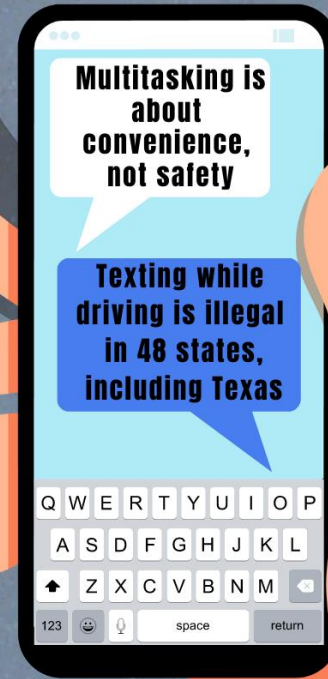 Multitasking is
about
convenience,
not safety
Texting while
driving is illegal
in 48 states,
including Texas
Q W E R T Y U I O P
A S D F G H J K L
Z X C V B N M
123 space return